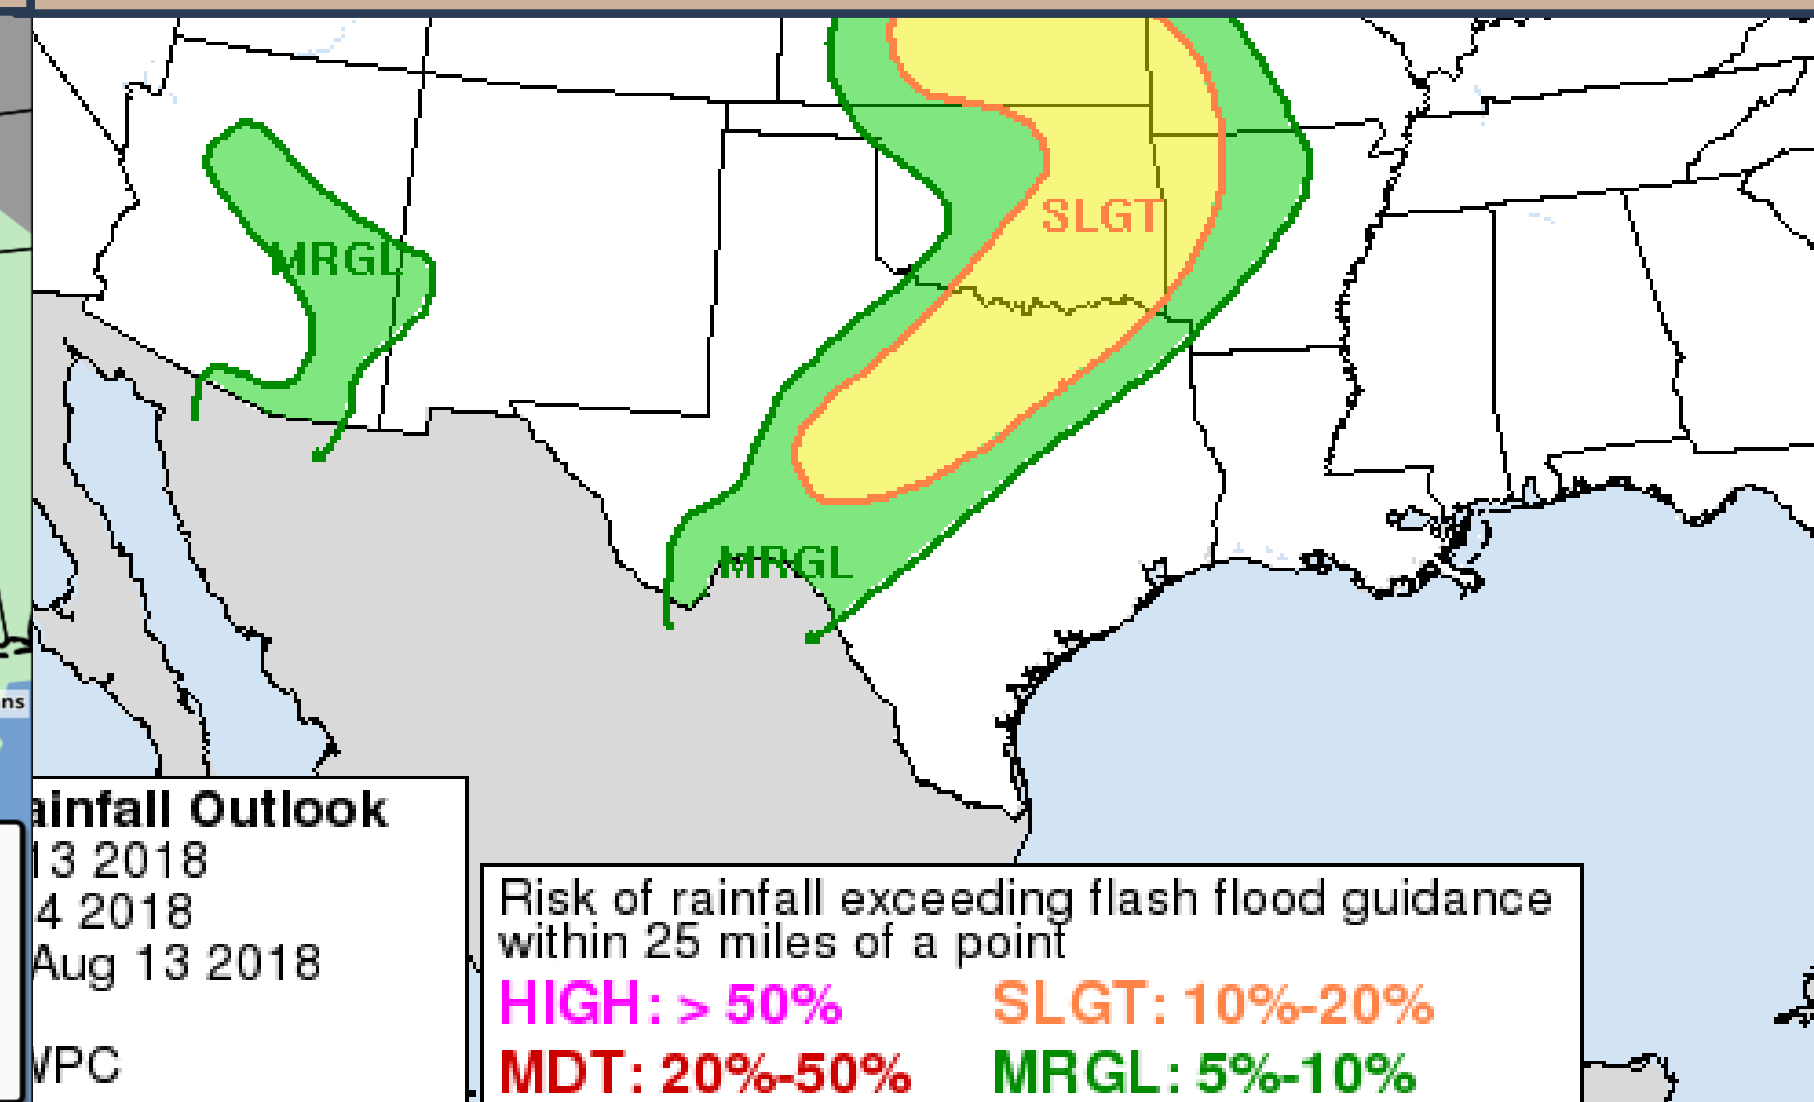 MRGL
SLGT
MRGL
ns
ainfall Outlook
13 2018
4 2018
Aug 13 2018
WPC
Risk of rainfall exceeding flash flood guidance
within 25 miles of a point
HIGH: > 50% SLGT: 10%-20%
MDT: 20%-50% MRGL: 5%-10%